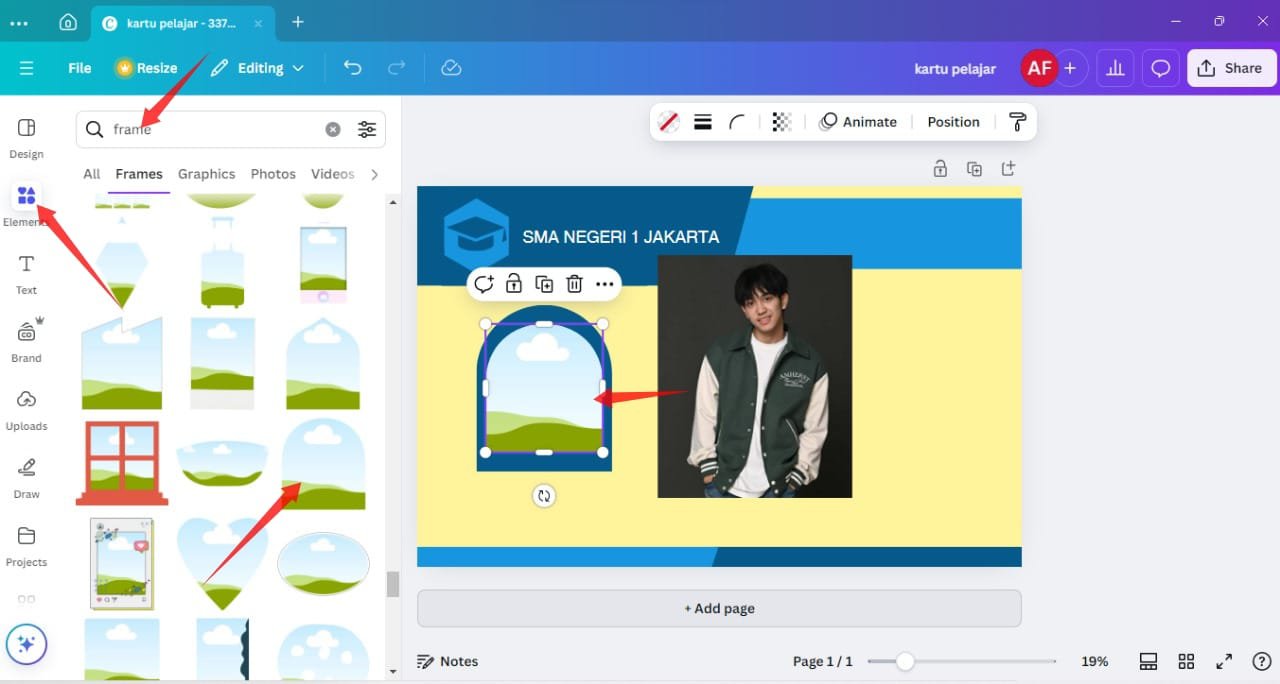 kartu pelajar - 337...
File
Resize
Editing
kartu pelajar
AF
Share
Design
Elements
Text
Brand
Uploads
Draw
Projects
frame
All Frames Graphics Photos Videos
Animate
Position
SMA NEGERI 1 JAKARTA
AMHERST
+ Add page
Notes
Page 1 / 1
19%